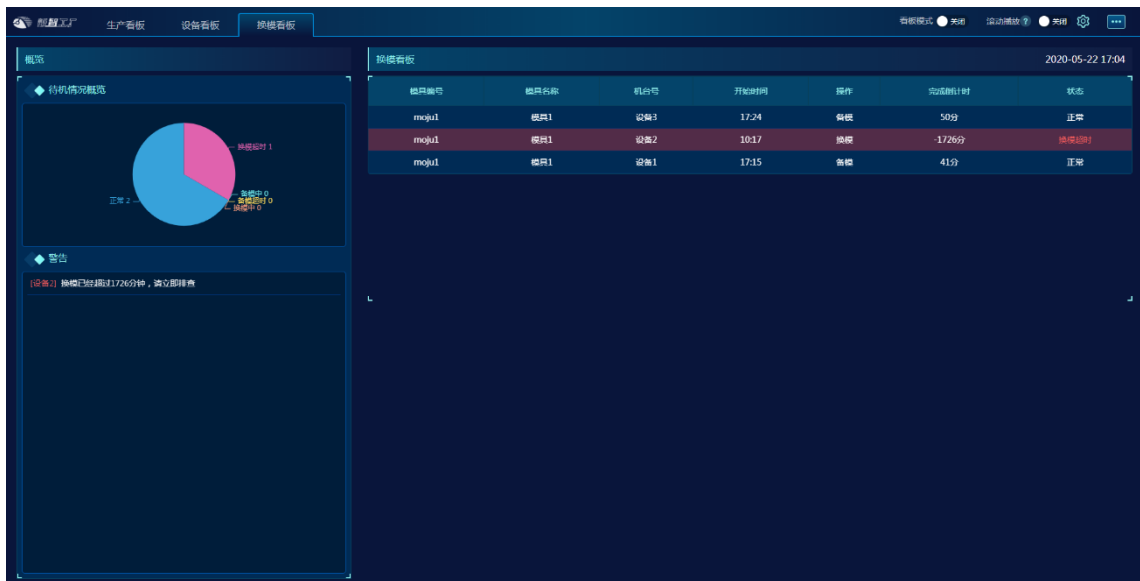 生产看板 设备看板 换模看板 看板模式 关闭 滚动播放 ? 关闭
概览
待机情况概览
换模超时 1
备模中 0
备模超时 0
换模中 0
正常 2
警告
[设备2] 换模已经超过1726分钟，请立即排查
换模看板 2020-05-22 17:04
模具编号 模具名称 机台号 开始时间 操作 完成倒计时 状态
moju1 模具1 设备3 17:24 备模 50分 正常
moju1 模具1 设备2 10:17 换模 -1726分 换模超时
moju1 模具1 设备1 17:15 备模 41分 正常